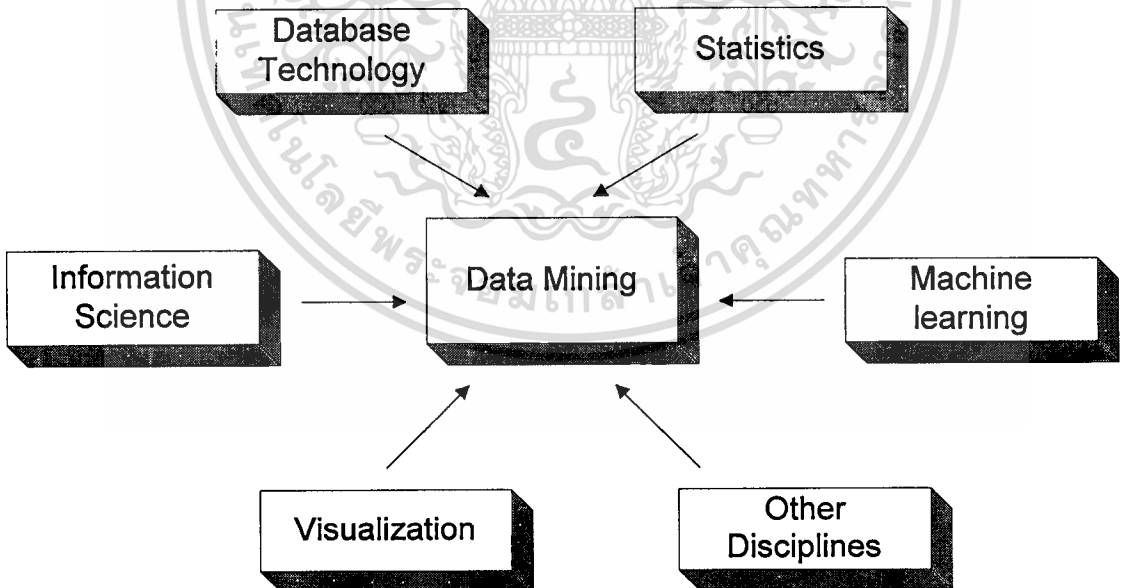 Database
Technology
Statistics
Information
Science
Data Mining
Machine
learning
Visualization
Other
Disciplines